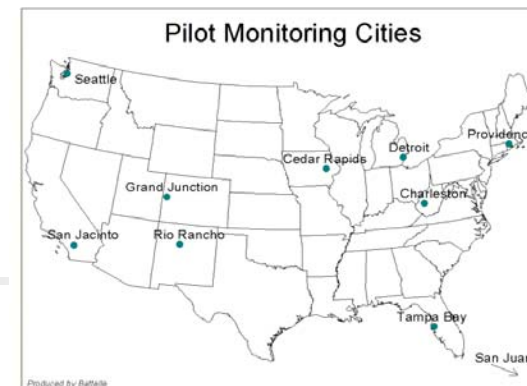 Pilot Monitoring Cities
Seattle
Providenc
Detroit
Cedar Rapids
Grand Junction
Charleston
San Jacinto
Rio Rancho
Tampa Bay
San Juan
Produced by Battelle